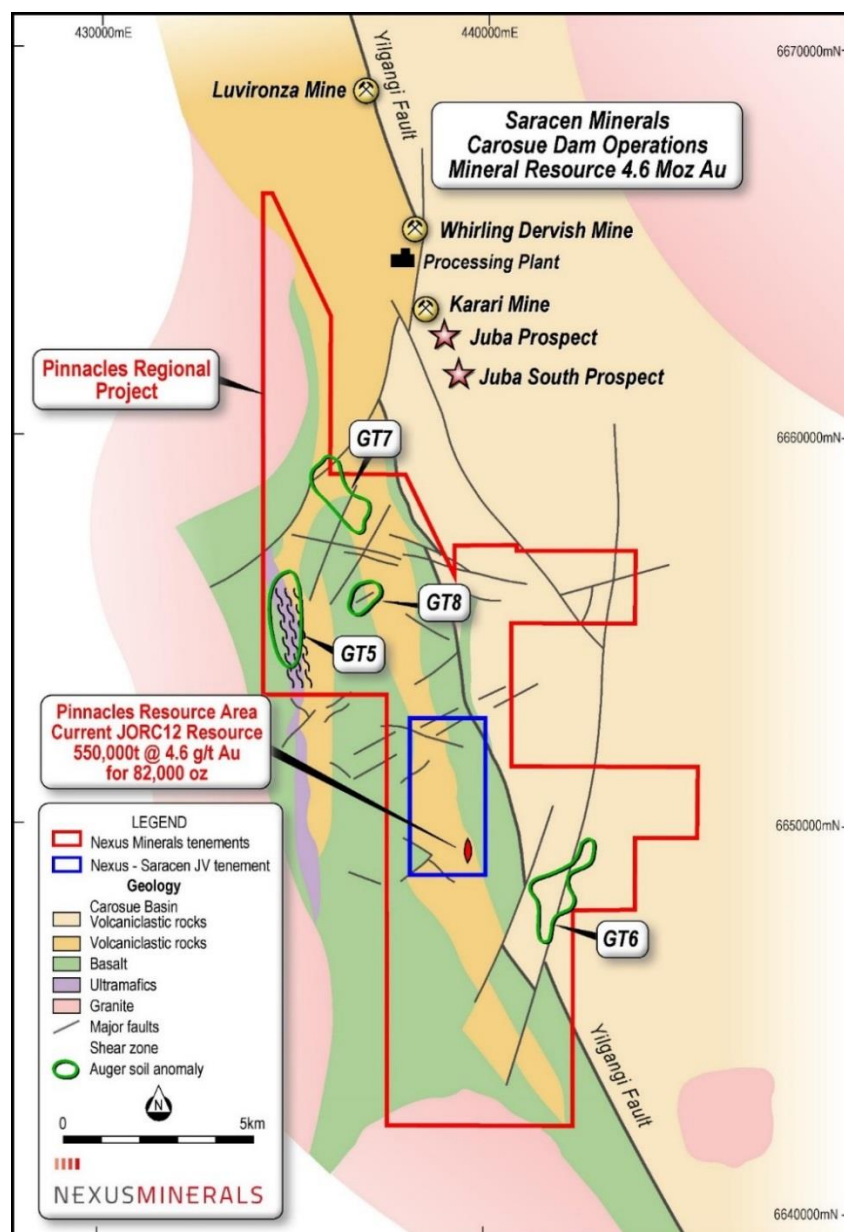 430000mE
440000mE
6670000mN
Yilgangi Fault
Luvironza Mine
Saracen Minerals
Carosue Dam Operations
Mineral Resource 4.6 Moz Au
Whirling Dervish Mine
Processing Plant
Karari Mine
Juba Prospect
Juba South Prospect
Pinnacles Regional
Project
GT7
6660000mN
GT8
GT5
Pinnacles Resource Area
Current JORC12 Resource
550,000t @ 4.6 g/t Au
for 82,000 oz
6650000mN
LEGEND
Nexus Minerals tenements
Nexus - Saracen JV tenement
Geology
Carosue Basin
Volcaniclastic rocks
Volcaniclastic rocks
Basalt
Ultramafics
Granite
Major faults
Shear zone
Auger soil anomaly
N
0
5km
NEXUSMINERALS
GT6
Yilgangi Fault
6640000mN